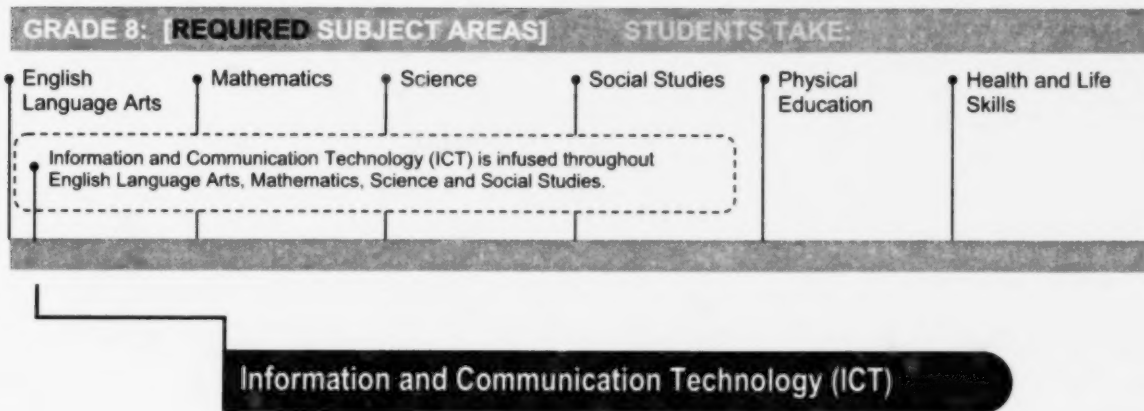 GRADE 8: [REQUIRED SUBJECT AREAS] STUDENTS TAKE:
English
Language Arts
Mathematics
Science
Social Studies
Physical
Education
Health and Life
Skills
Information and Communication Technology (ICT) is infused throughout
English Language Arts, Mathematics, Science and Social Studies.
Information and Communication Technology (ICT)